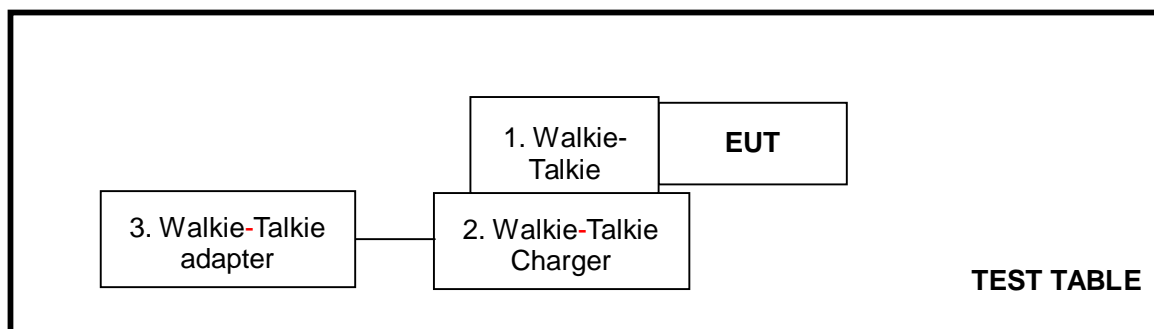 1. Walkie-
Talkie
EUT
3. Walkie-Talkie
adapter
2. Walkie-Talkie
Charger
TEST TABLE